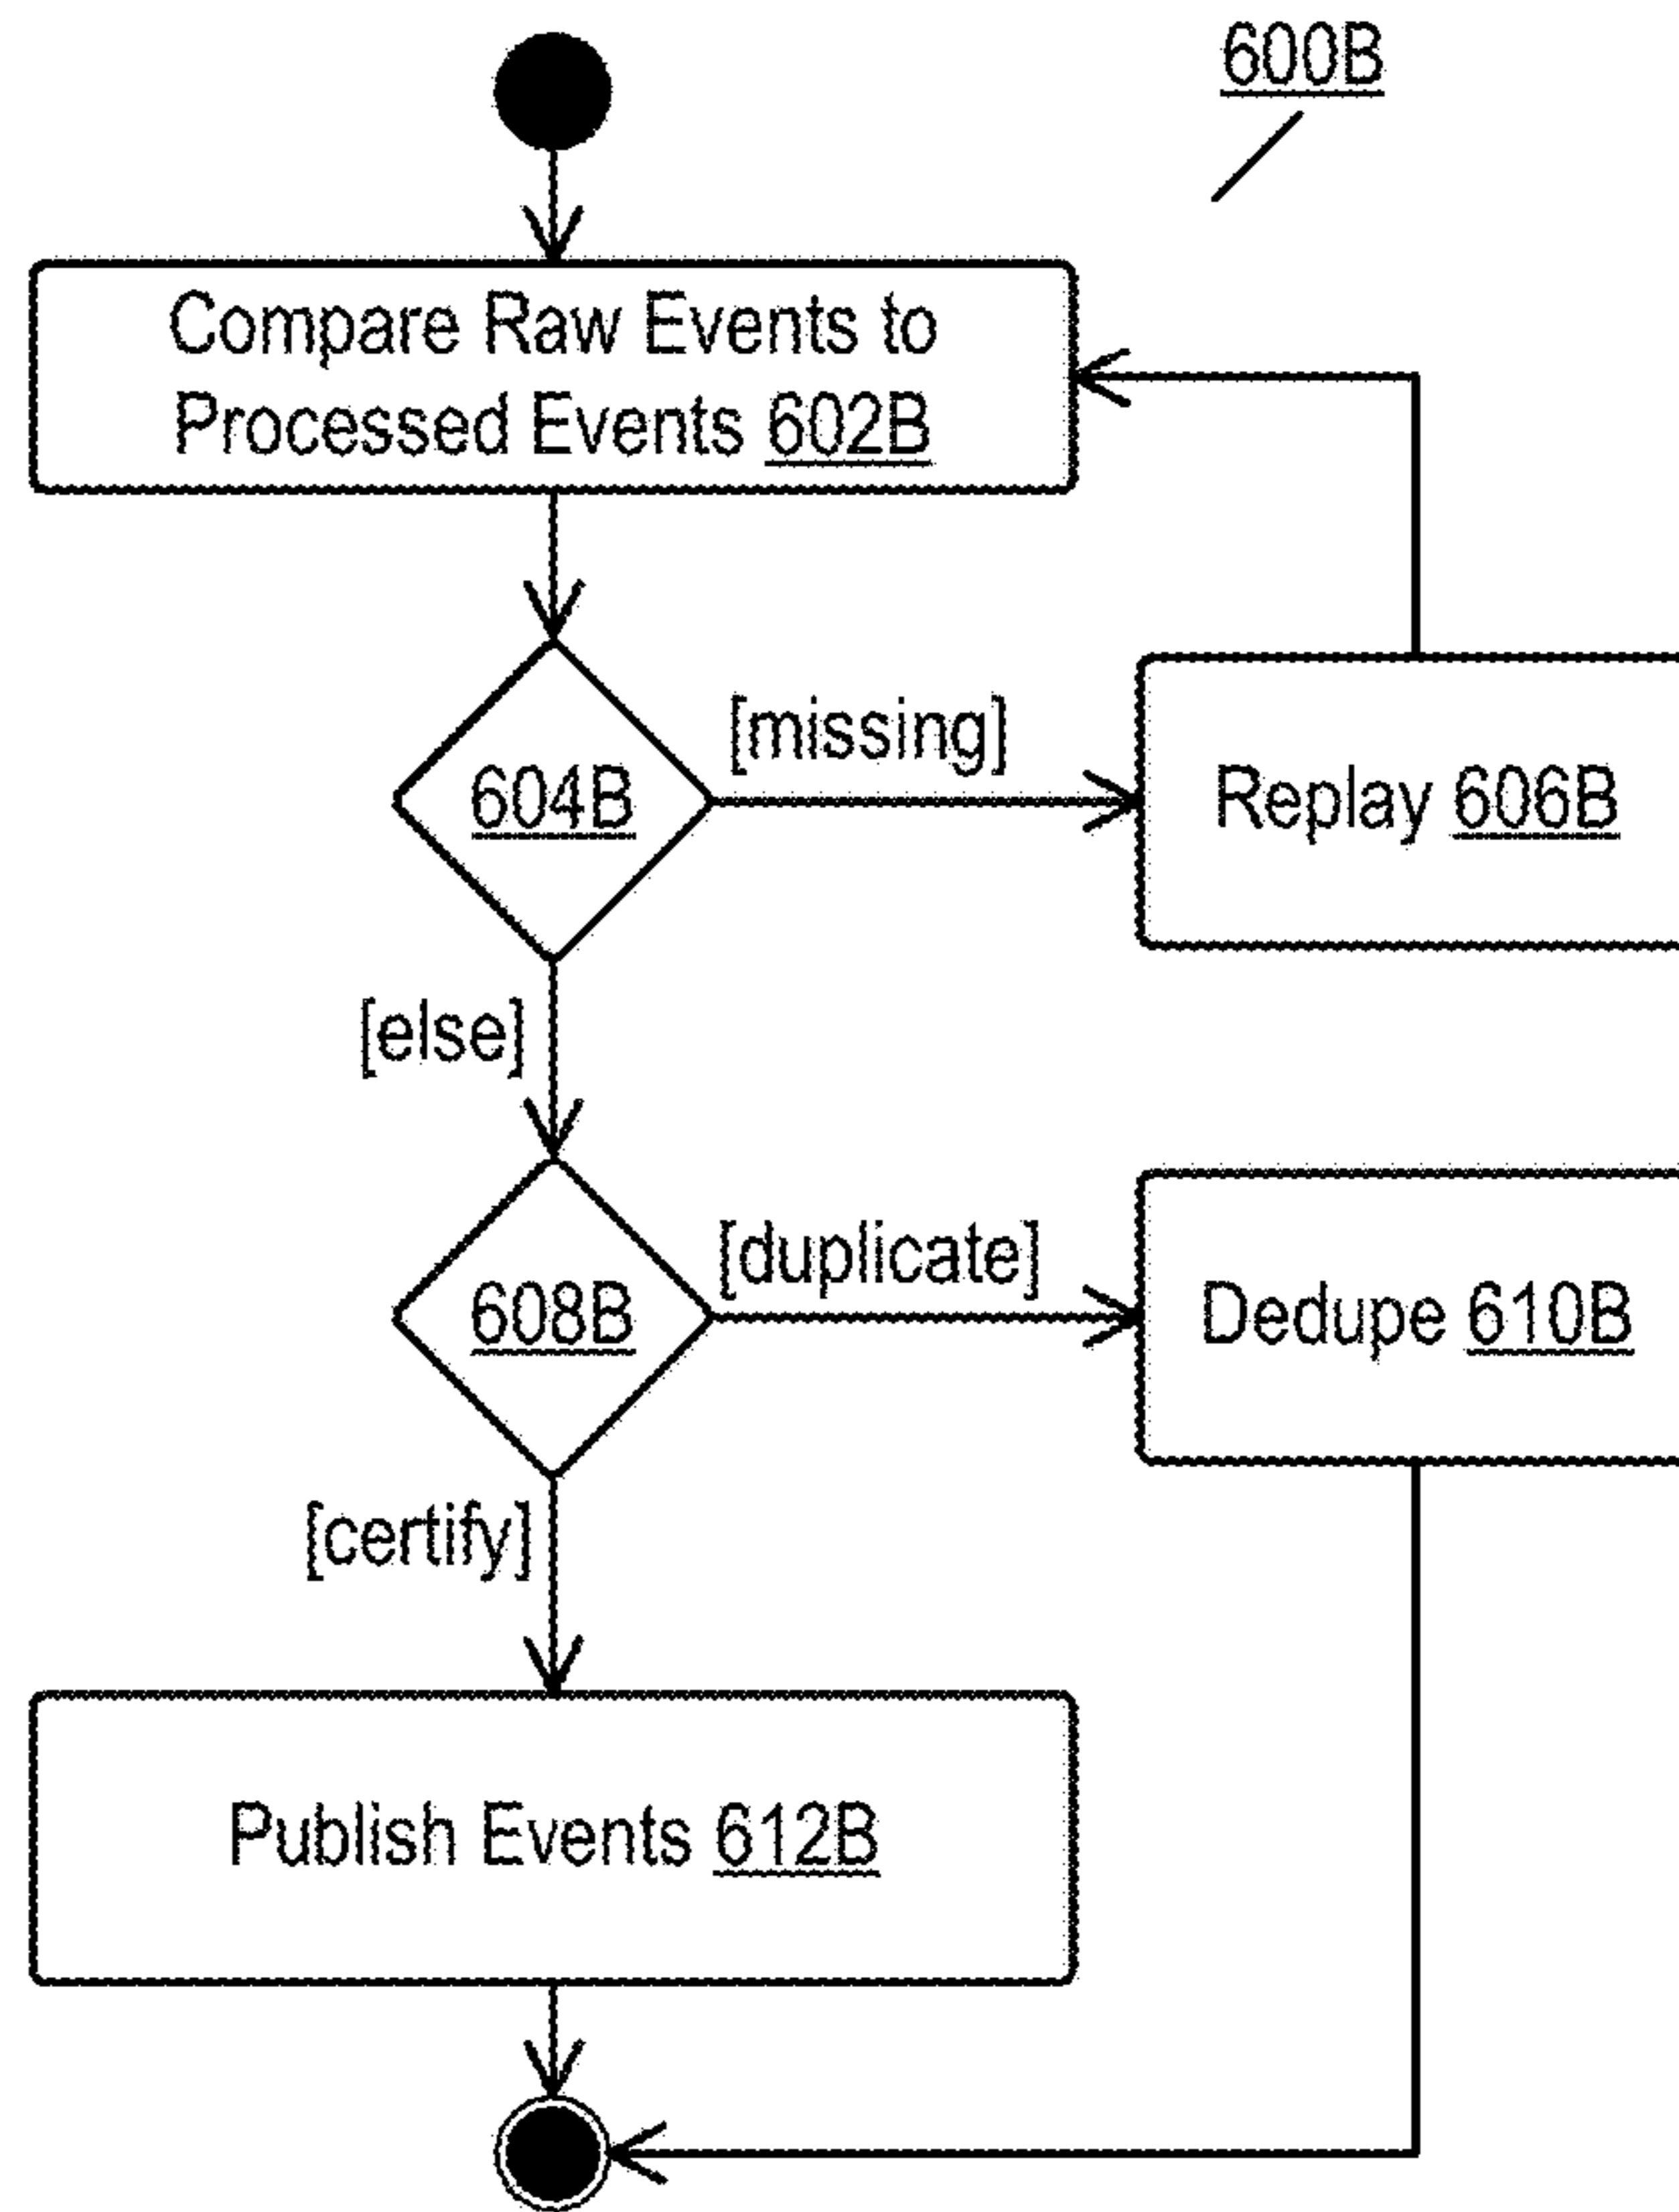 600B
Compare Raw Events to
Processed Events 602B
[missing]
604B
Replay 606B
[else]
[duplicate]
608B
Dedupe 610B
[certify]
Publish Events 612B